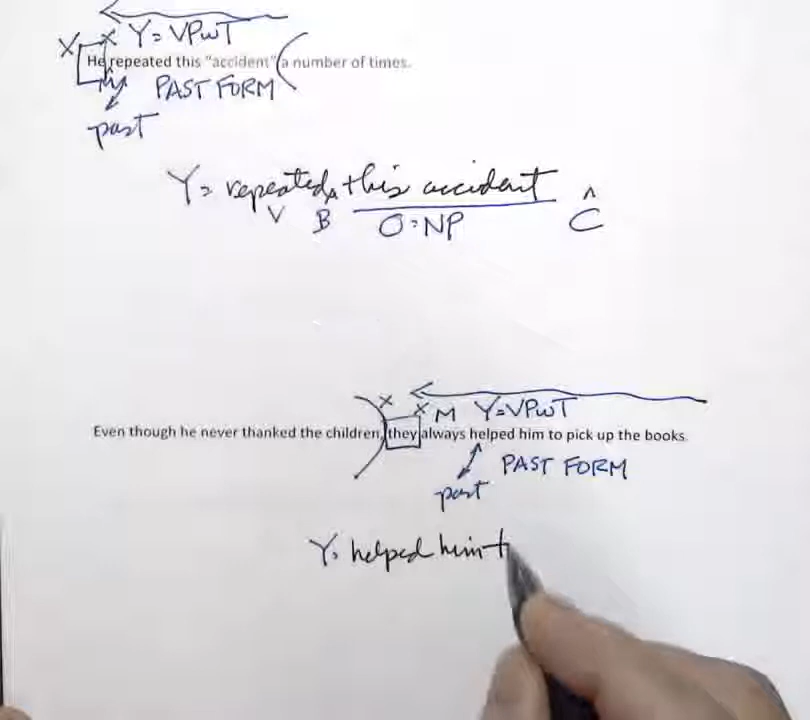 X x Y=VPwT
He repeated this "accident" a number of times.
PAST FORM
past
Y= repeated this accident
V B O=NP C
x x M Y=VPwT
Even though he never thanked the children, they always helped him to pick up the books.
PAST FORM
past
Y= helped him t